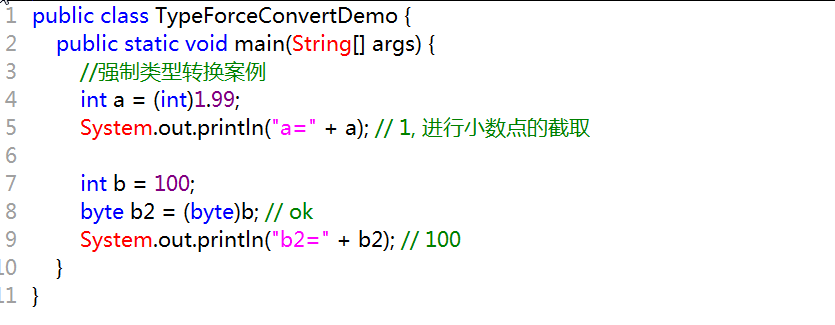 1 public class TypeForceConvertDemo {
2 public static void main(String[] args) {
3 //强制类型转换案例
4 int a = (int)1.99;
5 System.out.println("a=" + a); // 1, 进行小数点的截取
6
7 int b = 100;
8 byte b2 = (byte)b; // ok
9 System.out.println("b2=" + b2); // 100
10 }
11 }